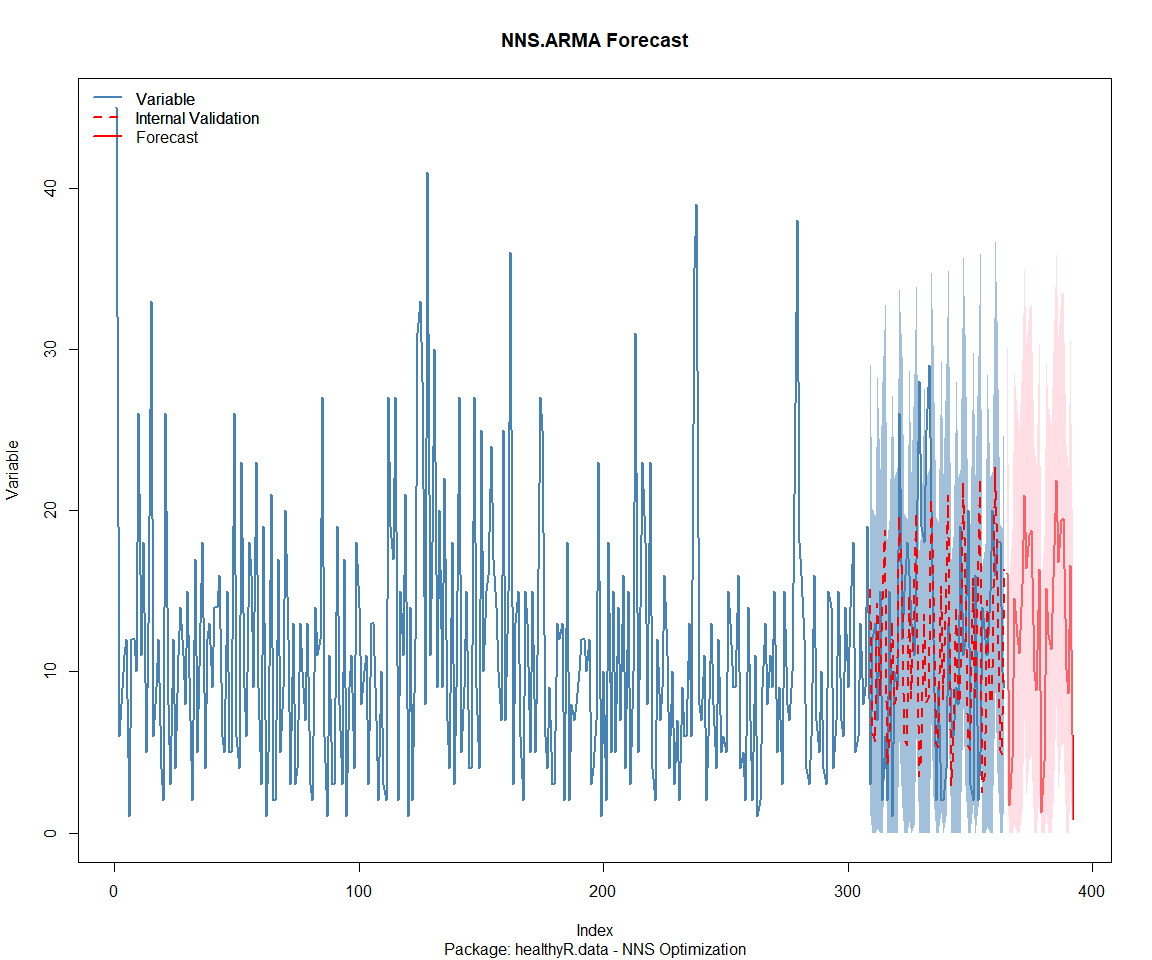 NNS.ARMA Forecast
Variable
Internal Validation
Forecast
Variable
40
30
20
10
0
0 100 200 300 400
Index
Package: healthyR.data - NNS Optimization